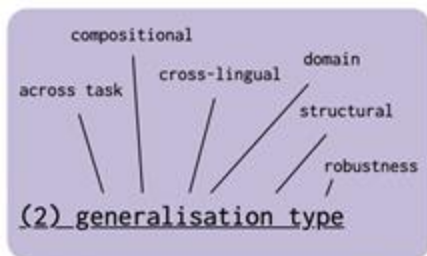 compositional
domain
cross-lingual
across task
structural
robustness
(2) generalisation type